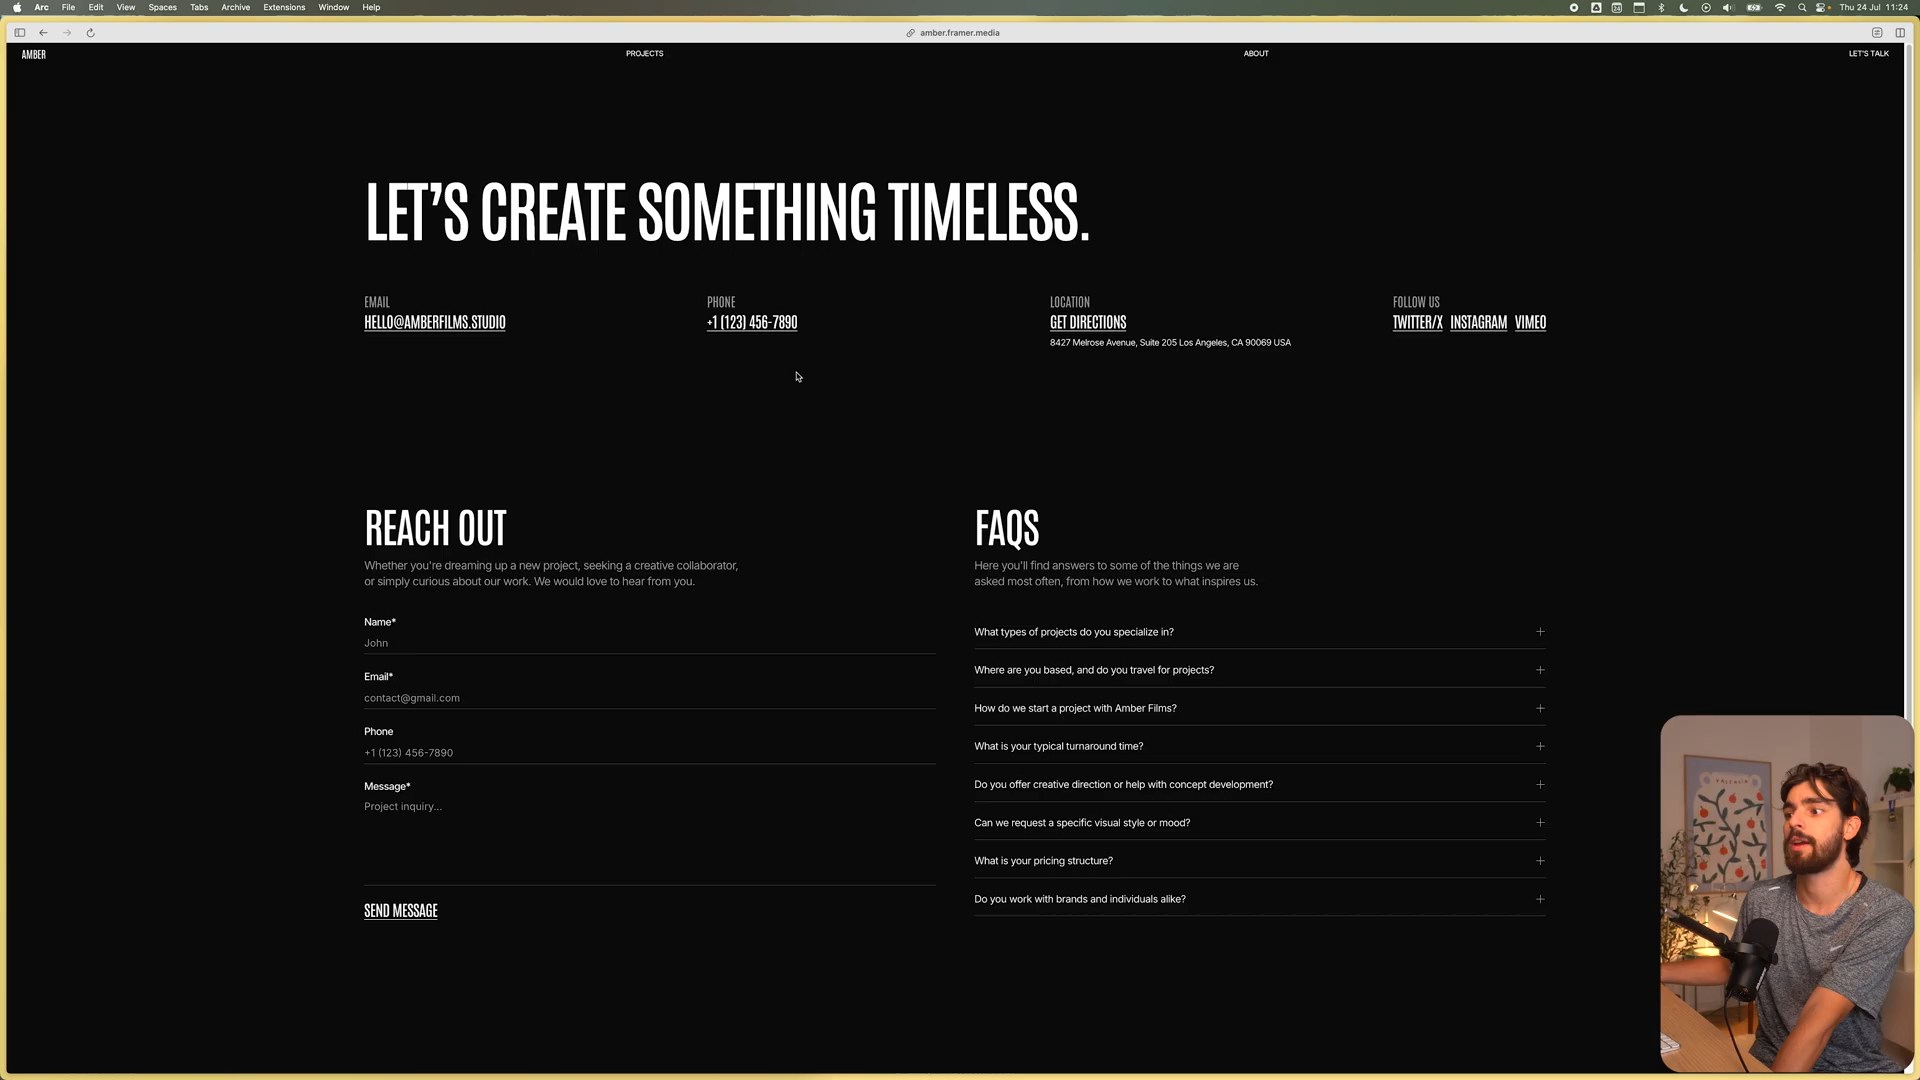 Arc File Edit View Spaces Tabs Archive Extensions Window Help
Thu 24 Jul 11:24
amber.framer.media
AMBER
PROJECTS
ABOUT
LET'S TALK
LET’S CREATE SOMETHING TIMELESS.
EMAIL
HELLO@AMBERFILMS.STUDIO
PHONE
+1 (123) 456-7890
LOCATION
GET DIRECTIONS
8427 Melrose Avenue, Suite 205 Los Angeles, CA 90069 USA
FOLLOW US
TWITTER/X INSTAGRAM VIMEO
REACH OUT
Whether you're dreaming up a new project, seeking a creative collaborator,
or simply curious about our work. We would love to hear from you.
Name*
John
Email*
contact@gmail.com
Phone
+1 (123) 456-7890
Message*
Project inquiry...
SEND MESSAGE
FAQS
Here you'll find answers to some of the things we are
asked most often, from how we work to what inspires us.
What types of projects do you specialize in?
Where are you based, and do you travel for projects?
How do we start a project with Amber Films?
What is your typical turnaround time?
Do you offer creative direction or help with concept development?
Can we request a specific visual style or mood?
What is your pricing structure?
Do you work with brands and individuals alike?